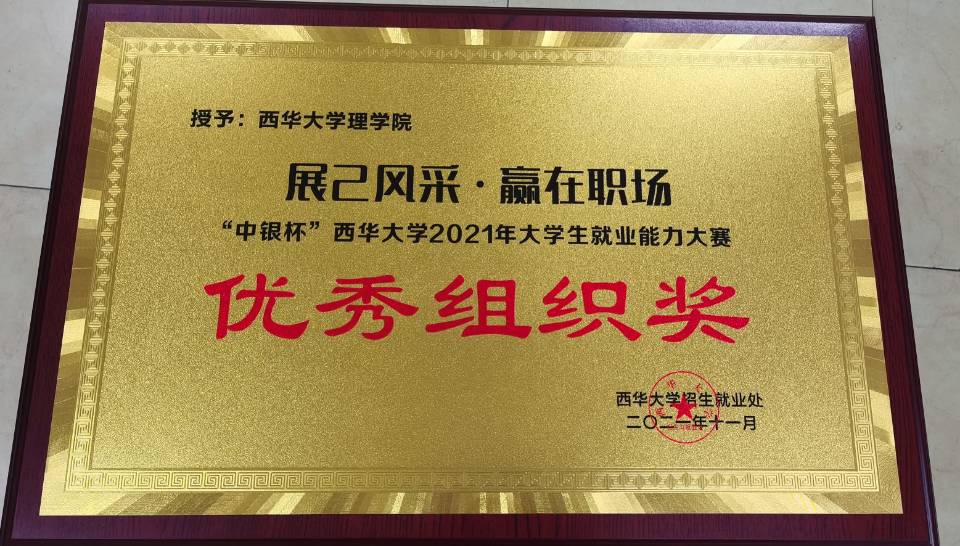 授予：西华大学理学院
展己风采·赢在职场
“中银杯”西华大学2021年大学生就业能力大赛
优秀组织奖
西华大学招生就业处
二〇二一年十一月